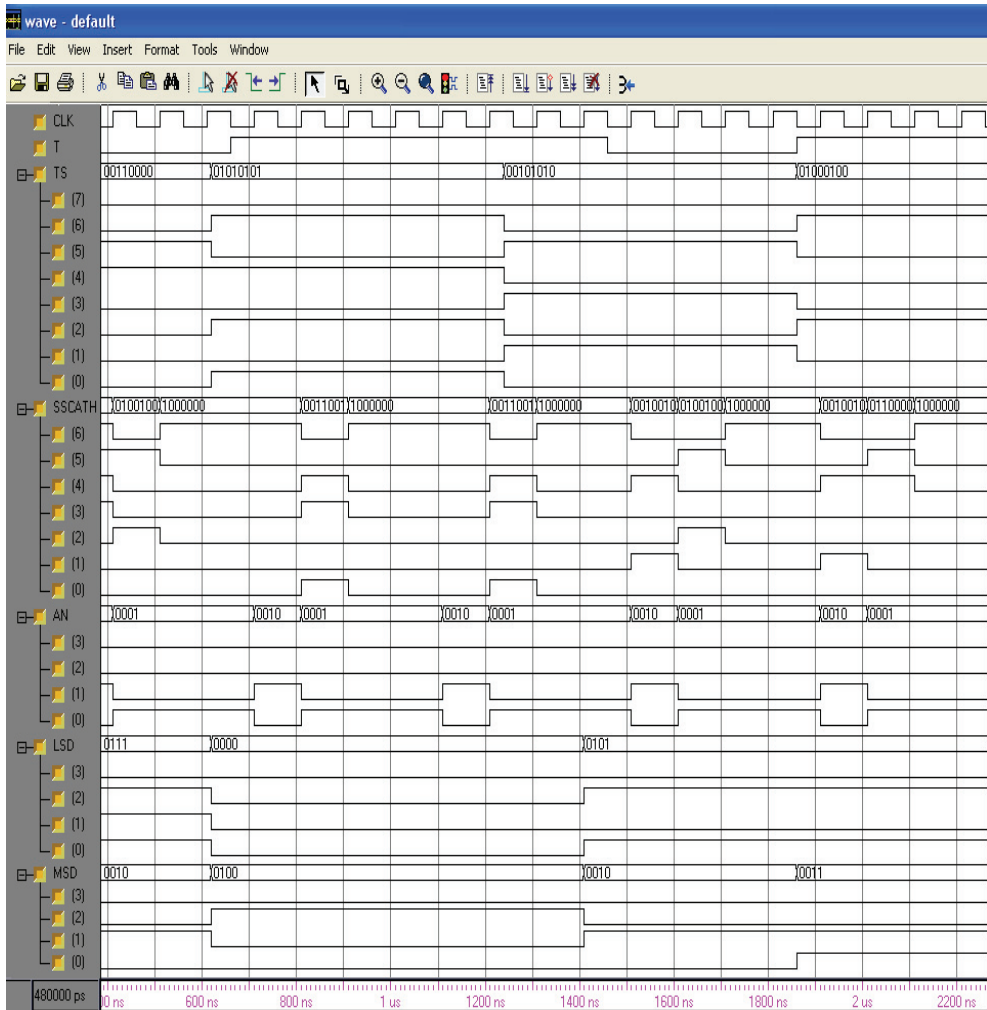 wave - default
File Edit View Insert Format Tools Window
CLK
T
TS 00110000 01010101 00101010 01000100
(7)
(6)
(5)
(4)
(3)
(2)
(1)
(0)
SSCATH 0100100 1000000 0011001 1000000 0011001 1000000 0010010 0100100 1000000 0010010 0110000 1000000
(6)
(5)
(4)
(3)
(2)
(1)
(0)
AN 0001 0010 0001 0010 0001 0010 0001 0010 0001
(3)
(2)
(1)
(0)
LSD 0111 0000 0101
(3)
(2)
(1)
(0)
MSD 0010 0100 0010 0011
(3)
(2)
(1)
(0)
480000 ps 600 ns 800 ns 1 us 1200 ns 1400 ns 1600 ns 1800 ns 2 us 2200 ns